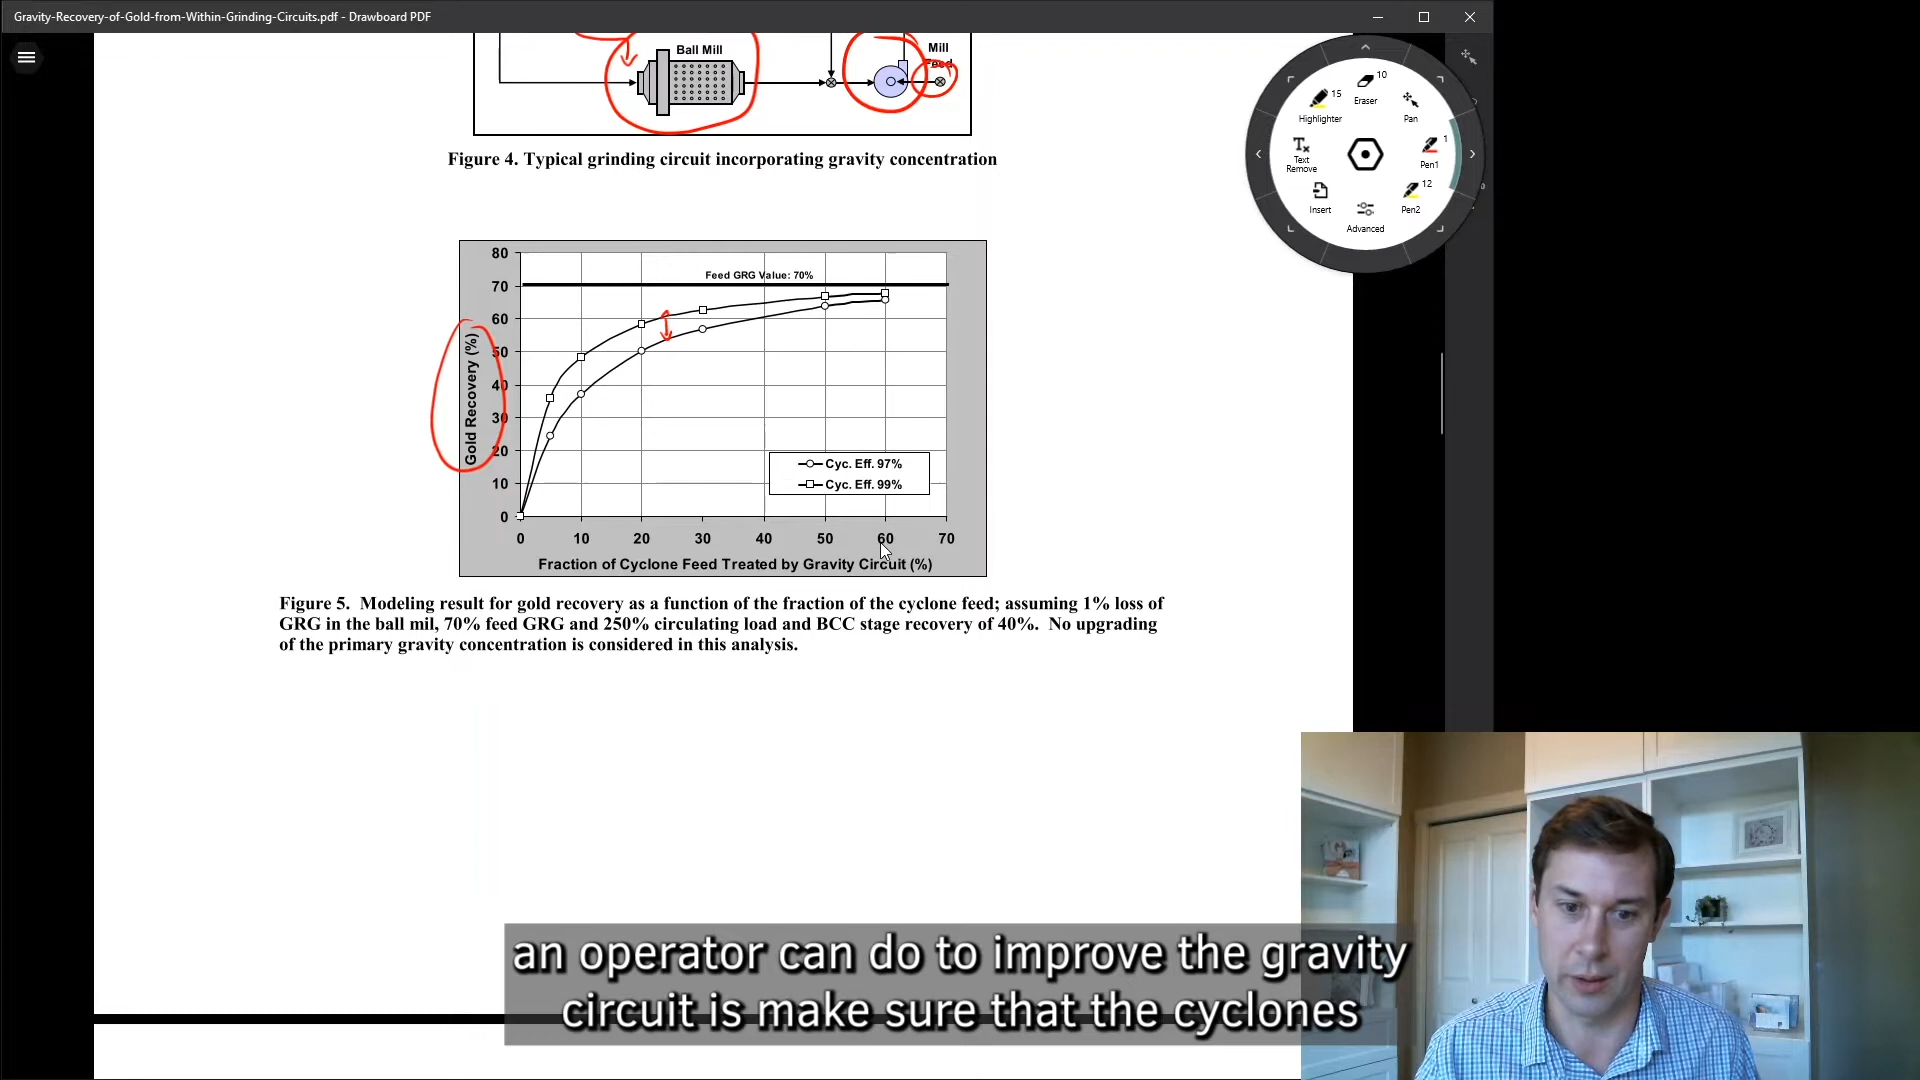 Gravity-Recovery-of-Gold-from-Within-Grinding-Circuits.pdf - Drawboard PDF
Ball Mill
Mill
Feed
Figure 4. Typical grinding circuit incorporating gravity concentration
10
Eraser
15
Highlighter
Pan
Text
Remove
1
Pen1
Insert
12
Pen2
Advanced
Gold Recovery (%)
80
70
60
50
40
30
20
10
0
Feed GRG Value: 70%
Cyc. Eff. 97%
Cyc. Eff. 99%
0 10 20 30 40 50 60 70
Fraction of Cyclone Feed Treated by Gravity Circuit (%)
Figure 5. Modeling result for gold recovery as a function of the fraction of the cyclone feed; assuming 1% loss of
GRG in the ball mil, 70% feed GRG and 250% circulating load and BCC stage recovery of 40%. No upgrading
of the primary gravity concentration is considered in this analysis.
an operator can do to improve the gravity
circuit is make sure that the cyclones